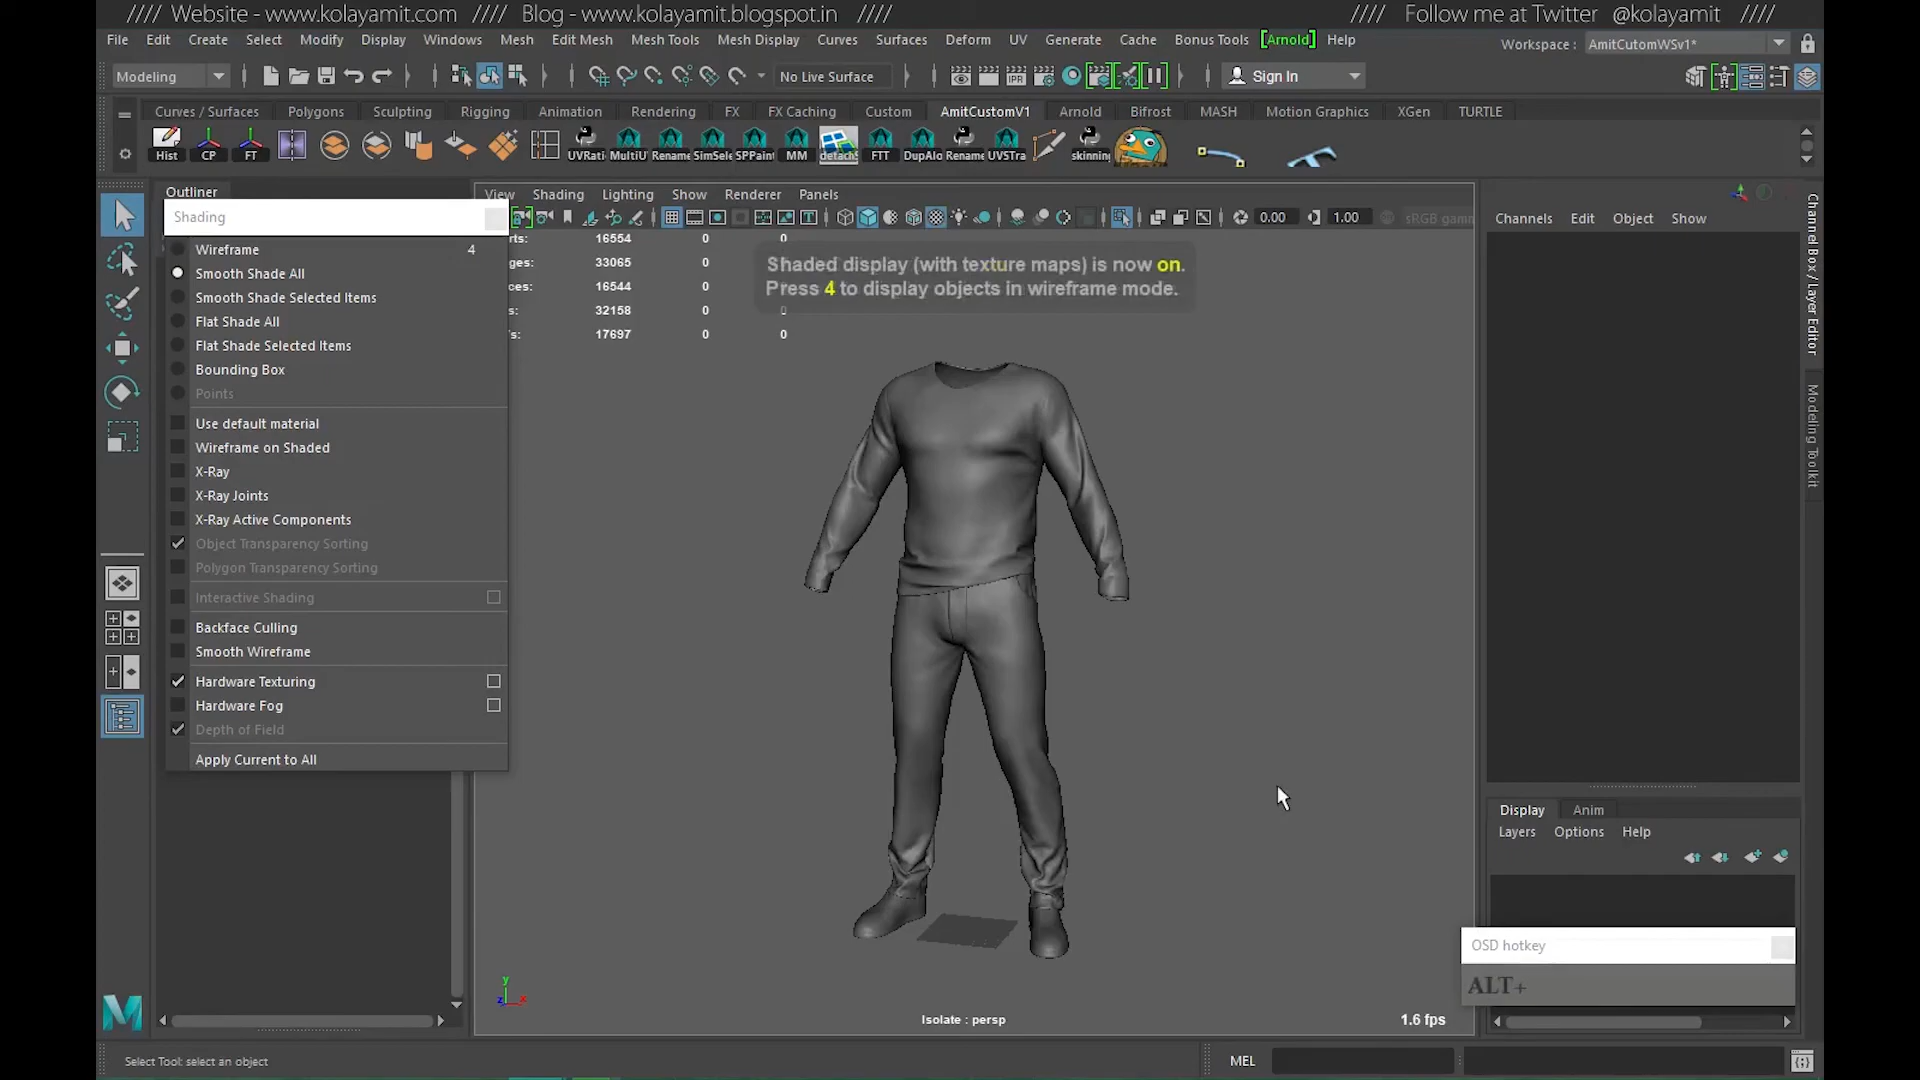 //// Website - www.kolayamit.com //// Blog - www.kolayamit.blogspot.in ////
//// Follow me at Twitter @kolayamit ////
File Edit Create Select Modify Display Windows Mesh Edit Mesh Mesh Tools Mesh Display Curves Surfaces Deform UV Generate Cache Bonus Tools [Arnold] Help
Workspace : AmitCutomWSv1*
Modeling
IPR
No Live Surface
Sign In
Curves / Surfaces Polygons Sculpting Rigging Animation Rendering FX FX Caching Custom AmitCustomV1 Arnold Bifrost MASH Motion Graphics XGen TURTLE
Hist CP FT UVRati MultiU Rename SimSele SPPain MM detach FTT DupAlo Rename UVStra skinning
Outliner
View Shading Lighting Show Renderer Panels
0.00 1.00 sRGB gamm
Channels Edit Object Show
Channel Box / Layer Editor
Modeling Toolkit
Shading
Wireframe 4
Smooth Shade All
Smooth Shade Selected Items
Flat Shade All
Flat Shade Selected Items
Bounding Box
Points
Use default material
Wireframe on Shaded
X-Ray
X-Ray Joints
X-Ray Active Components
Object Transparency Sorting
Polygon Transparency Sorting
Interactive Shading
Backface Culling
Smooth Wireframe
Hardware Texturing
Hardware Fog
Depth of Field
Apply Current to All
rts: 16554 0 0
ges: 33065 0
ces: 16544 0
s: 32158 0 0
's: 17697 0 0
Shaded display (with texture maps) is now on.
Press 4 to display objects in wireframe mode.
y
z x
Isolate : persp
1.6 fps
Display Anim
Layers Options Help
OSD hotkey
ALT+
Select Tool: select an object
MEL